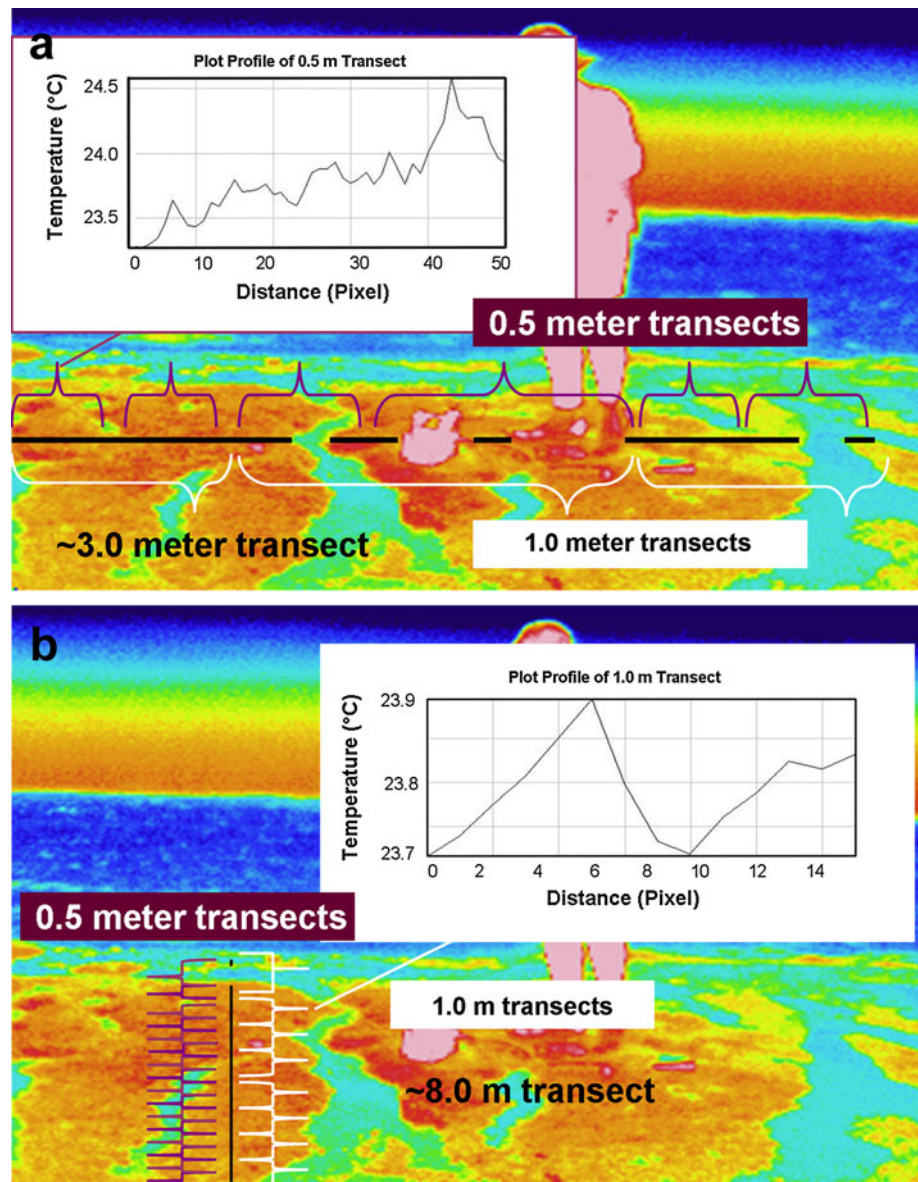 a
Plot Profile of 0.5 m Transect
Temperature (°C)
24.5
24.0
23.5
0 10 20 30 40 50
Distance (Pixel)
0.5 meter transects
~3.0 meter transect
1.0 meter transects
b
Plot Profile of 1.0 m Transect
Temperature (°C)
23.9
23.8
23.7
0 2 4 6 8 10 12 14
Distance (Pixel)
0.5 meter transects
1.0 m transects
~8.0 m transect